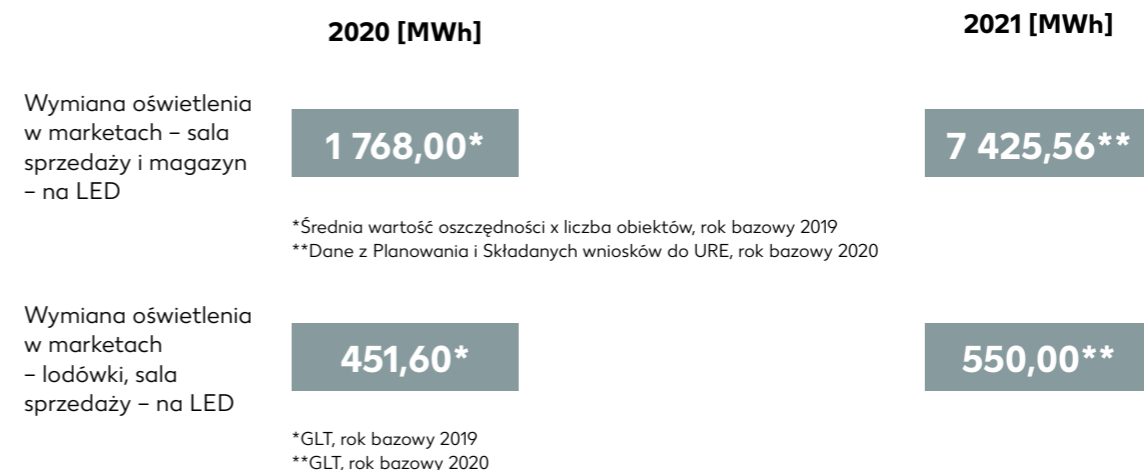 2020 [MWh]
2021 [MWh]
Wymiana oświetlenia
w marketach – sala
sprzedaży i magazyn
– na LED
1 768,00*
7 425,56**
*Średnia wartość oszczędności x liczba obiektów, rok bazowy 2019
**Dane z Planowania i Składanych wniosków do URE, rok bazowy 2020
Wymiana oświetlenia
w marketach
– lodówki, sala
sprzedaży – na LED
451,60*
550,00**
*GLT, rok bazowy 2019
**GLT, rok bazowy 2020